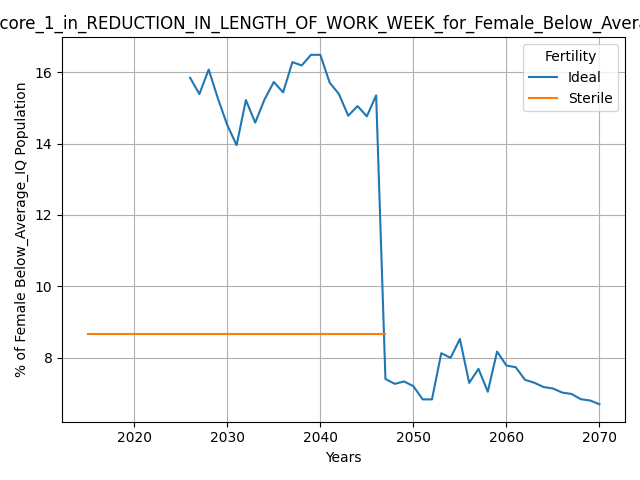 core_1_in_REDUCTION_IN_LENGTH_OF_WORK_WEEK_for_Female_Below_Avera
Fertility
Ideal
Sterile
% of Female Below_Average_IQ Population
16
14
12
10
8
2020 2030 2040 2050 2060 2070
Years